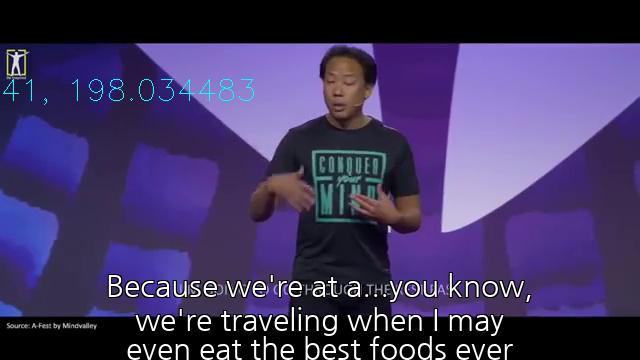 41, 198.034483
CONQUER
your
MIND
Because we're at a...you know,
we're traveling when I may
even eat the best foods ever
Source: A-Fest by Mindvalley